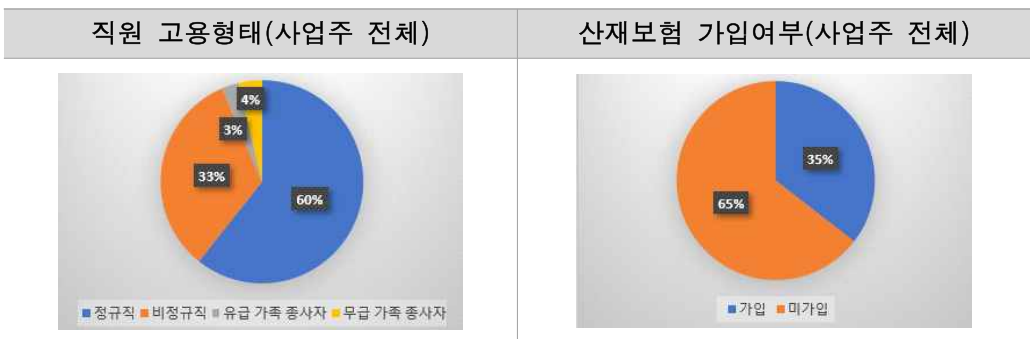 직원 고용형태(사업주 전체)
산재보험 가입여부(사업주 전체)
4%
3%
33%
60%
■정규직 ■비정규직 ■유급 가족 종사자 ■무급 가족 종사자
35%
65%
■가입 ■미가입